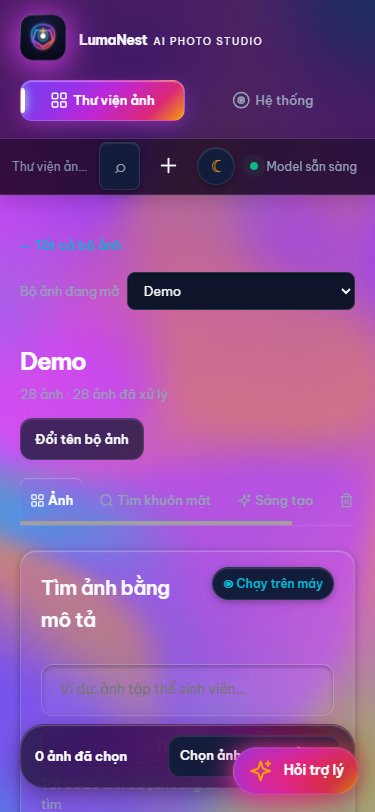 LumaNest AI PHOTO STUDIO
Thư viện ảnh
Hệ thống
Thư viện ản...
Model sẵn sàng
← Tất cả bộ ảnh
Bộ ảnh đang mở
Demo
Demo
28 ảnh · 28 ảnh đã xử lý
Đổi tên bộ ảnh
Ảnh
Tìm khuôn mặt
Sáng tạo
Tìm ảnh bằng
mô tả
Chạy trên máy
Ví dụ: ảnh tập thể sinh viên...
0 ảnh đã chọn
Chọn ảnh
Hỏi trợ lý
tìm